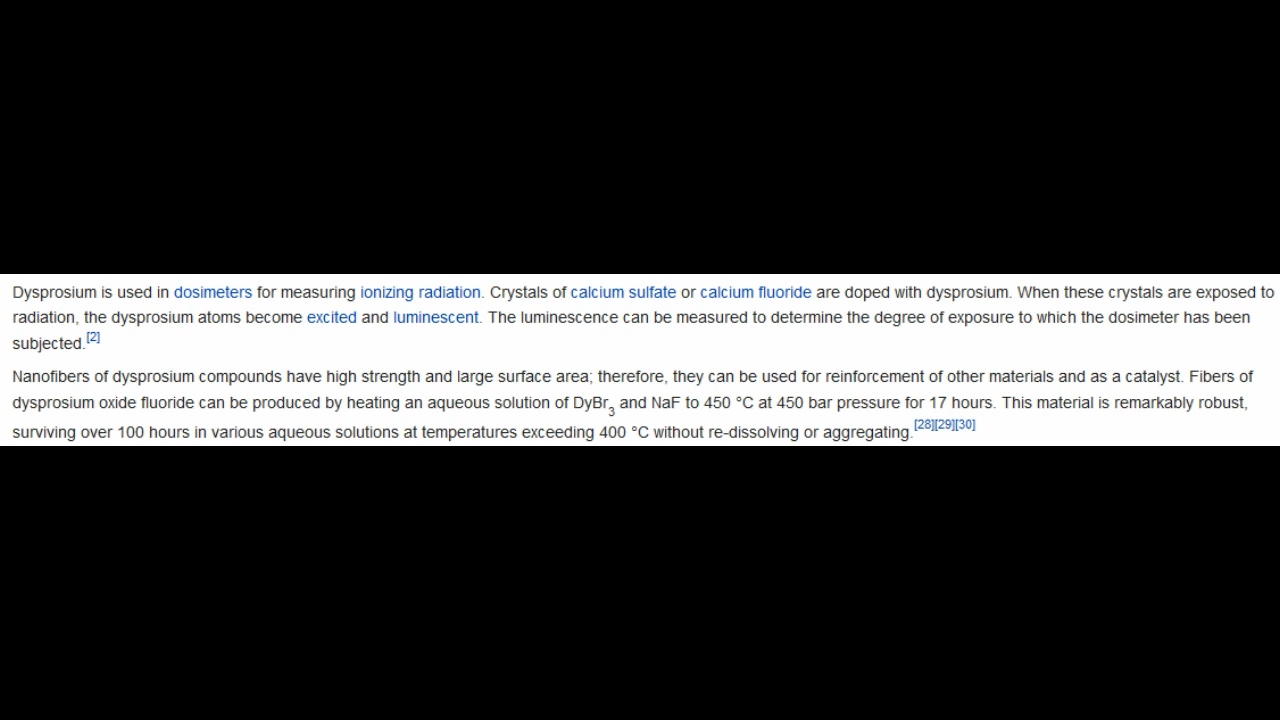 Dysprosium is used in dosimeters for measuring ionizing radiation. Crystals of calcium sulfate or calcium fluoride are doped with dysprosium. When these crystals are exposed to
radiation, the dysprosium atoms become excited and luminescent. The luminescence can be measured to determine the degree of exposure to which the dosimeter has been
subjected.[2]
Nanofibers of dysprosium compounds have high strength and large surface area; therefore, they can be used for reinforcement of other materials and as a catalyst. Fibers of
dysprosium oxide fluoride can be produced by heating an aqueous solution of DyBr3 and NaF to 450 °C at 450 bar pressure for 17 hours. This material is remarkably robust,
surviving over 100 hours in various aqueous solutions at temperatures exceeding 400 °C without re-dissolving or aggregating.[28][29][30]